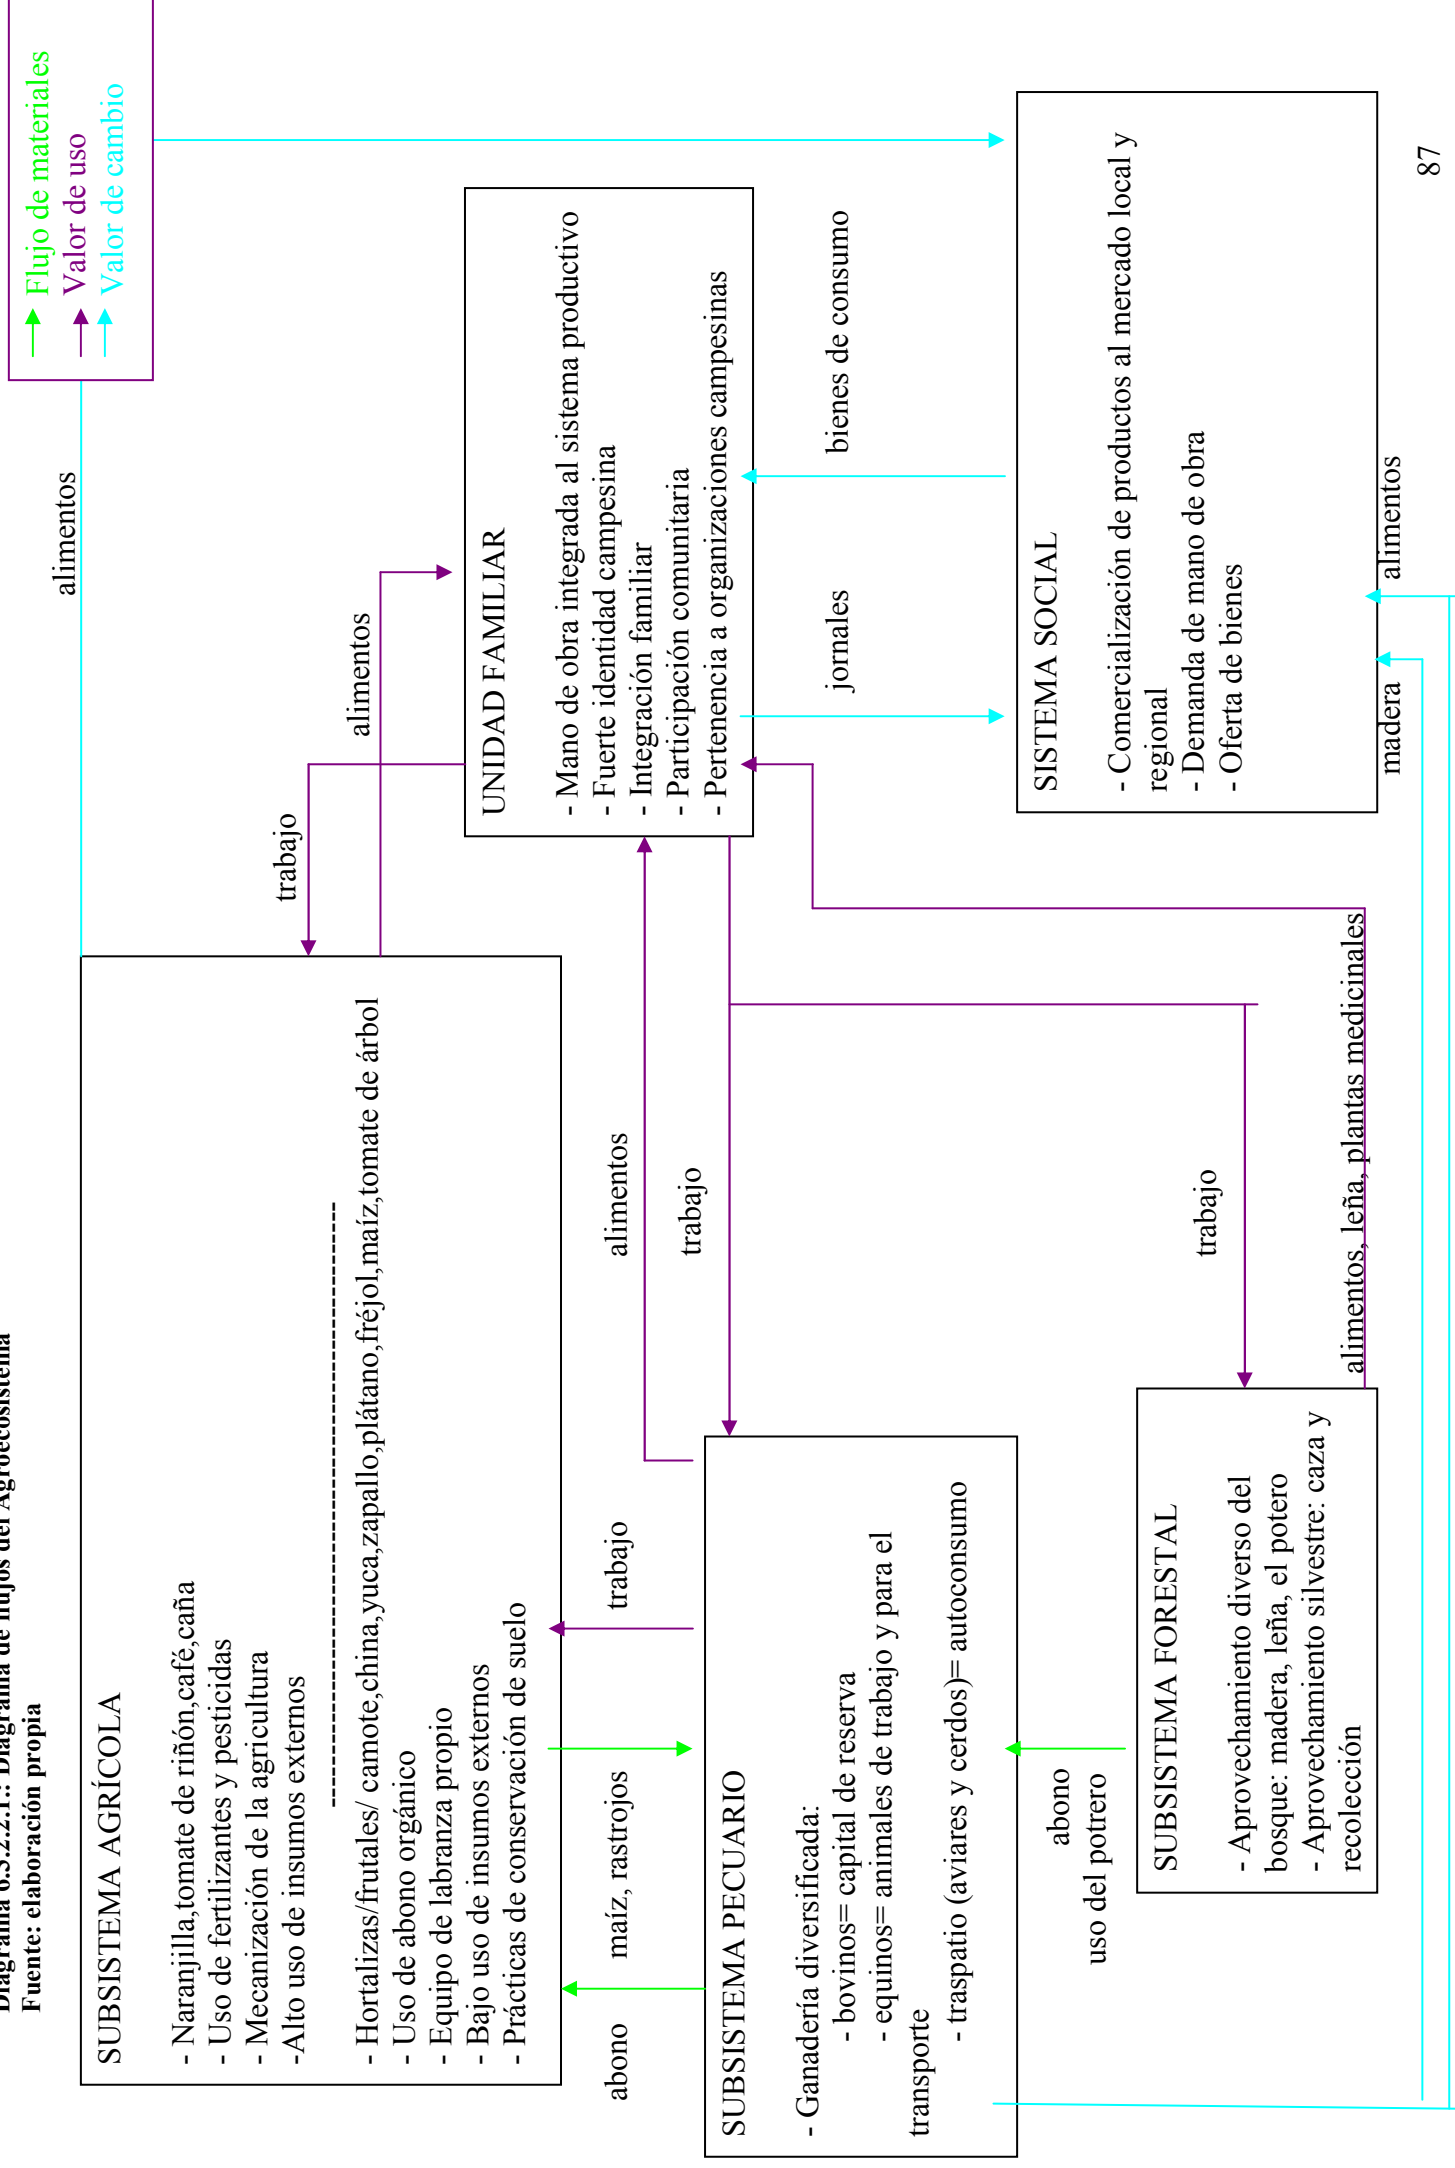 Diagrama 6.3.2.2.1.: Diagrama de flujos del Agroecosistema
Fuente: elaboración propia
Flujo de materiales
Valor de uso
Valor de cambio
alimentos
SUBSISTEMA AGRÍCOLA
- Naranjilla,tomate de riñón,café,caña
- Uso de fertilizantes y pesticidas
- Mecanización de la agricultura
-Alto uso de insumos externos
- Hortalizas/frutales/ camote,china,yuca,zapallo,plátano,fréjol,maíz,tomate de árbol
- Uso de abono orgánico
- Equipo de labranza propio
- Bajo uso de insumos externos
- Prácticas de conservación de suelo
trabajo
alimentos
UNIDAD FAMILIAR
- Mano de obra integrada al sistema productivo
- Fuerte identidad campesina
- Integración familiar
- Participación comunitaria
- Pertenencia a organizaciones campesinas
abono
maíz, rastrojos
trabajo
alimentos
trabajo
jornales
bienes de consumo
SUBSISTEMA PECUARIO
- Ganadería diversificada:
- bovinos= capital de reserva
- equinos= animales de trabajo y para el
transporte
- traspatio (aviares y cerdos)= autoconsumo
SISTEMA SOCIAL
- Comercialización de productos al mercado local y
regional
- Demanda de mano de obra
- Oferta de bienes
abono
uso del potrero
trabajo
SUBSISTEMA FORESTAL
- Aprovechamiento diverso del
bosque: madera, leña, el potero
- Aprovechamiento silvestre: caza y
recolección
alimentos, leña, plantas medicinales
madera
alimentos
87